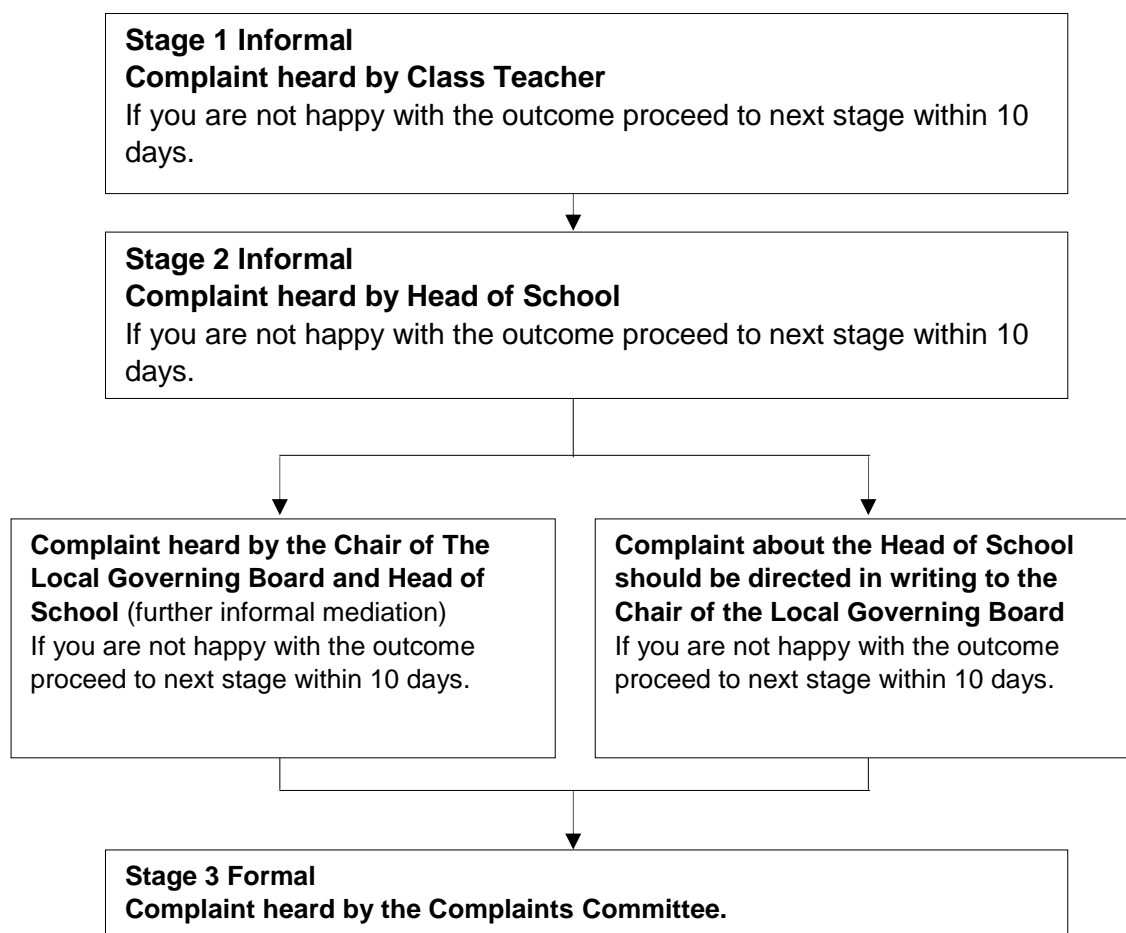 Stage 1 Informal
Complaint heard by Class Teacher
If you are not happy with the outcome proceed to next stage within 10
days.
Stage 2 Informal
Complaint heard by Head of School
If you are not happy with the outcome proceed to next stage within 10
days.
Complaint heard by the Chair of The
Local Governing Board and Head of
School (further informal mediation)
If you are not happy with the outcome
proceed to next stage within 10 days.
Complaint about the Head of School
should be directed in writing to the
Chair of the Local Governing Board
If you are not happy with the outcome
proceed to next stage within 10 days.
Stage 3 Formal
Complaint heard by the Complaints Committee.